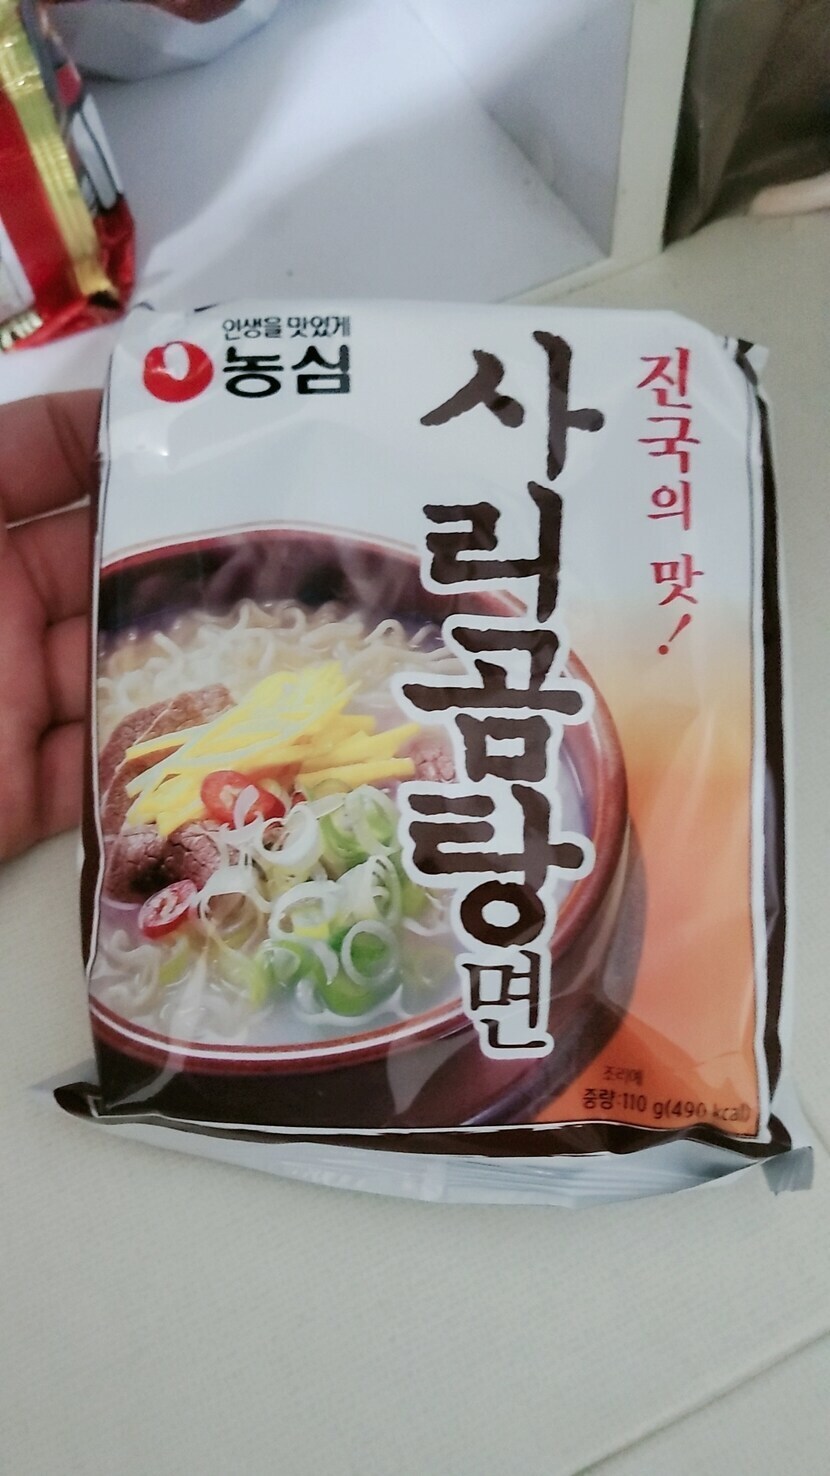 인생을 맛있게
농심
사리곰탕면
진국의 맛!
조리예
중량:110 g(490 kcal)